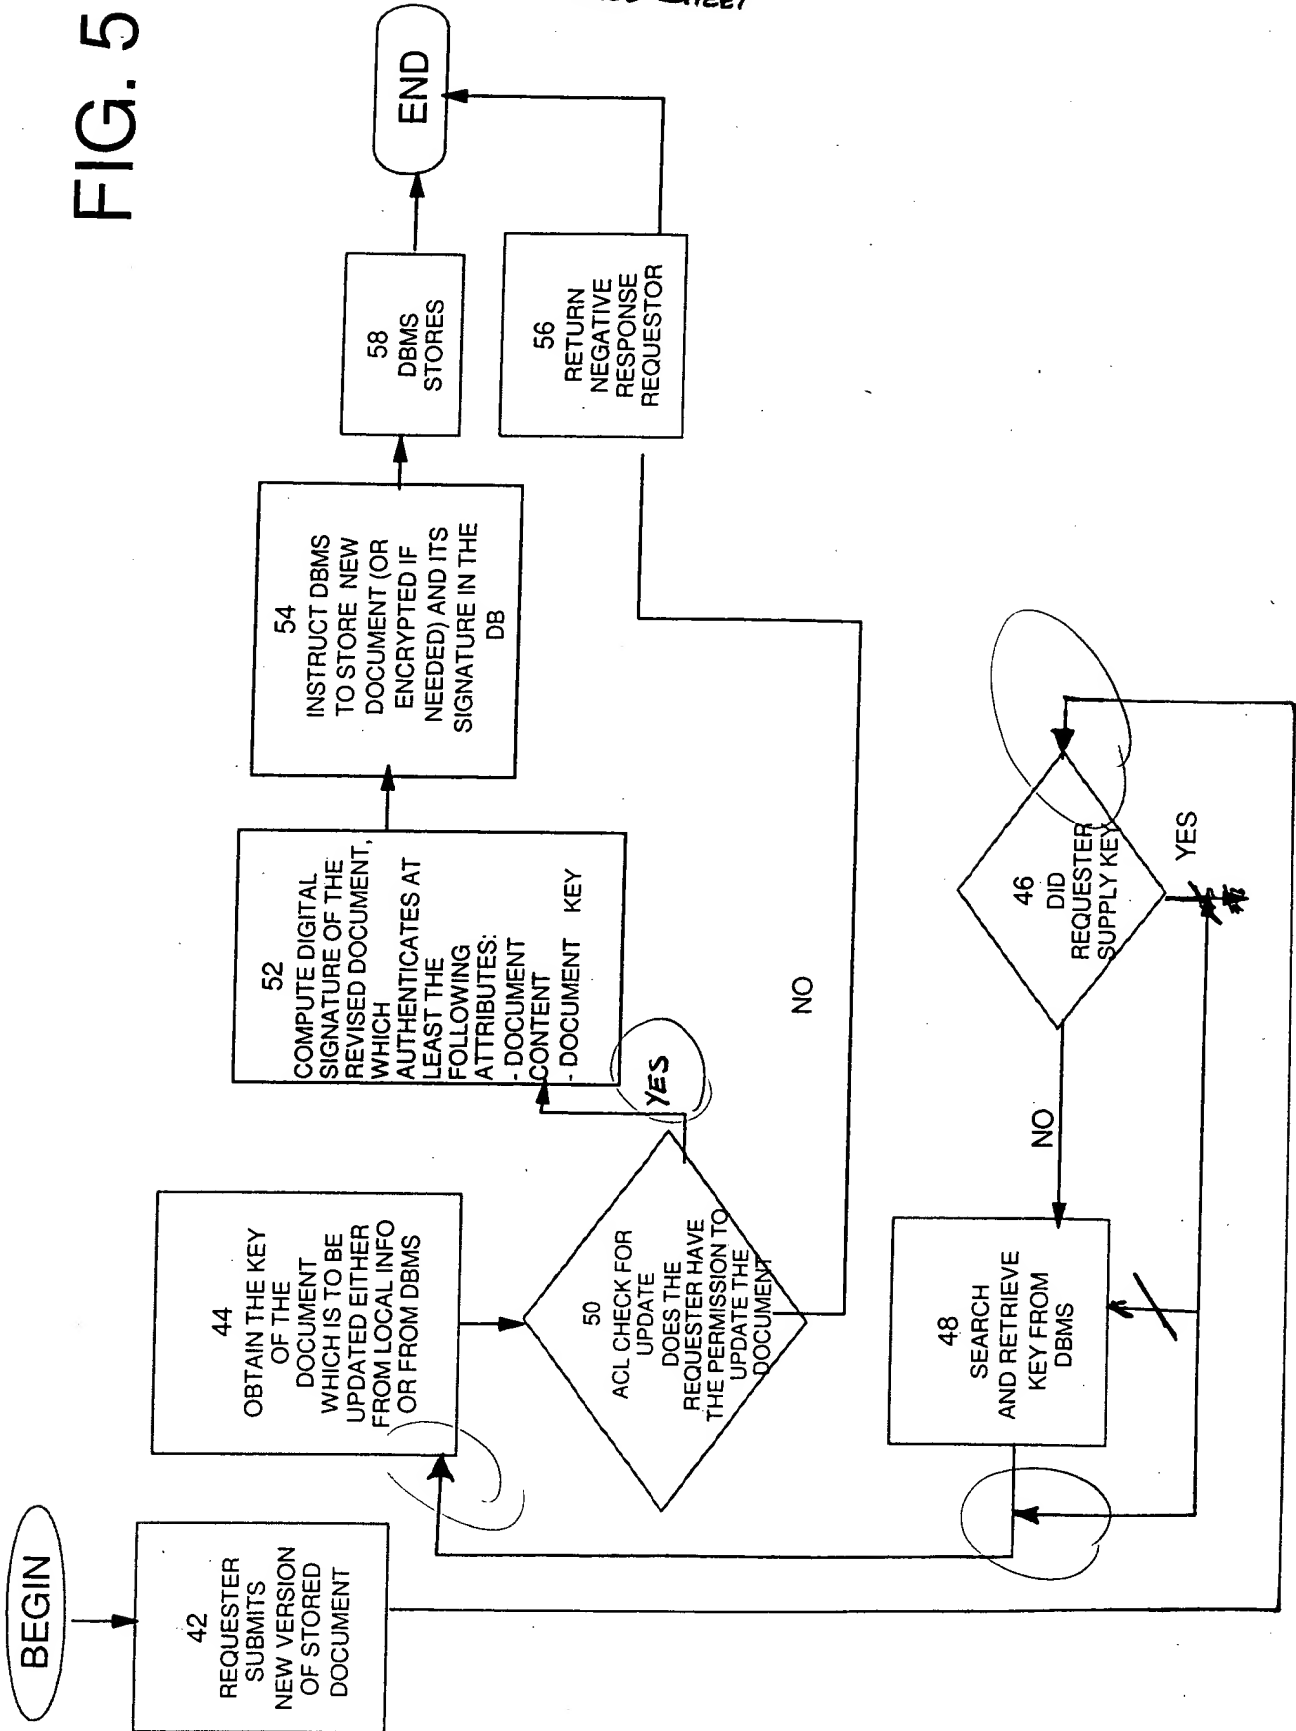 FIG. 5
BEGIN
42
REQUESTER
SUBMITS
NEW VERSION
OF STORED
DOCUMENT
44
OBTAIN THE KEY
OF THE
DOCUMENT
WHICH IS TO BE
UPDATED EITHER
FROM LOCAL INFO
OR FROM DBMS
50
ACL CHECK FOR
UPDATE
DOES THE
REQUESTER HAVE
THE PERMISSION TO
UPDATE THE
DOCUMENT
YES
NO
52
COMPUTE DIGITAL
SIGNATURE OF THE
REVISED DOCUMENT,
WHICH
AUTHENTICATES AT
LEAST THE
FOLLOWING
ATTRIBUTES:
- DOCUMENT
CONTENT
- DOCUMENT KEY
54
INSTRUCT DBMS
TO STORE NEW
DOCUMENT (OR
ENCRYPTED IF
NEEDED) AND ITS
SIGNATURE IN THE
DB
58
DBMS
STORES
END
56
RETURN
NEGATIVE
RESPONSE
REQUESTOR
46
DID
REQUESTER
SUPPLY KEY
YES
NO
48
SEARCH
AND RETRIEVE
KEY FROM
DBMS
SHEET